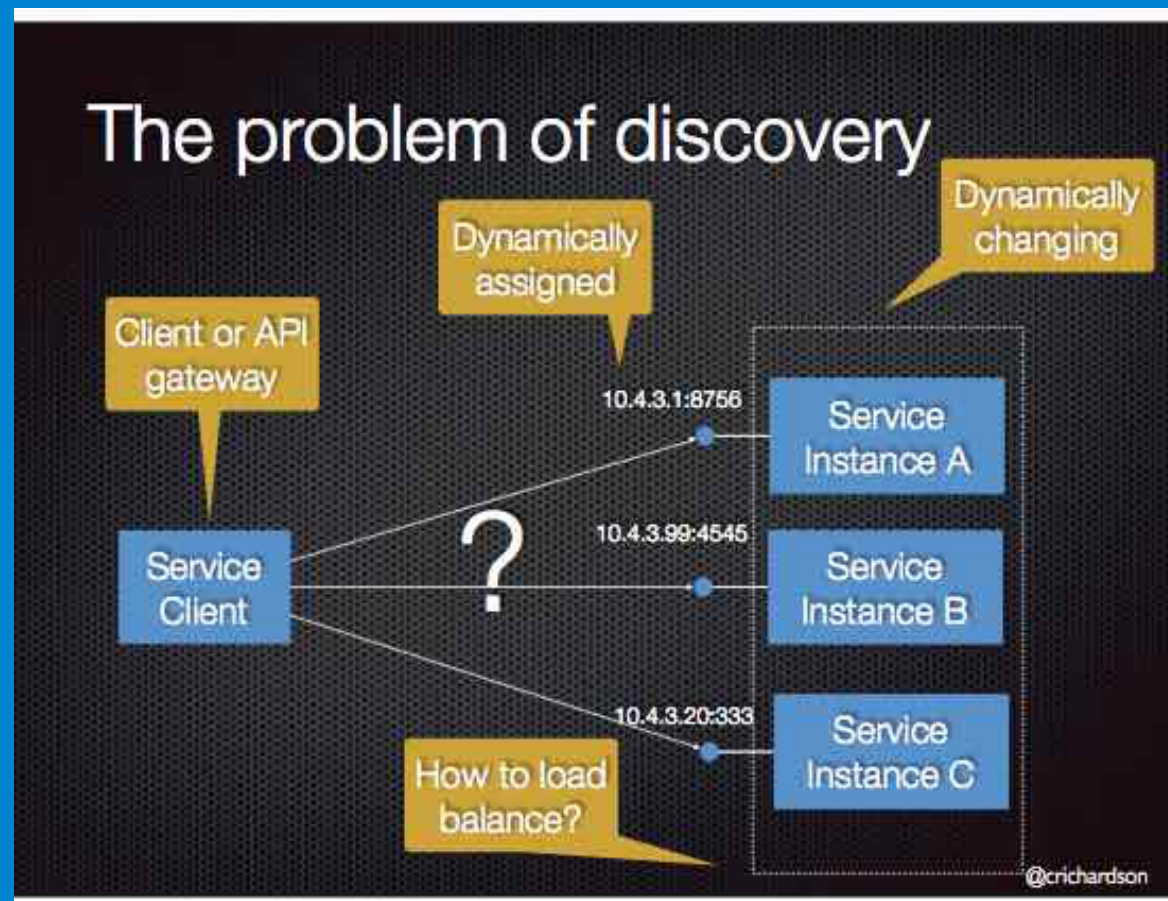 The problem of discovery
Dynamically
changing
Dynamically
assigned
Client or API
gateway
10.4.3.1:8756
Service
Instance A
?
10.4.3.99:4545
Service
Client
Service
Instance B
10.4.3.20:333
Service
Instance C
How to load
balance?
@crichardson